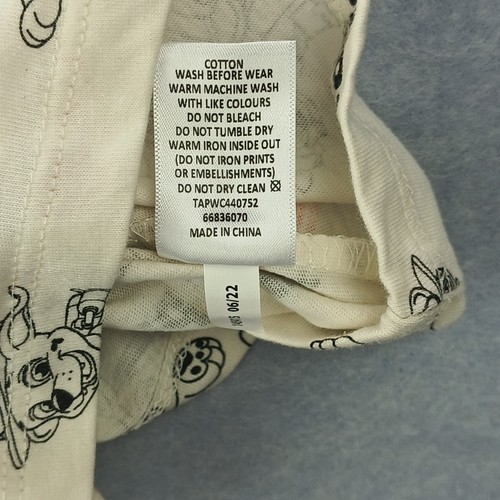 COTTON
WASH BEFORE WEAR
WARM MACHINE WASH
WITH LIKE COLOURS
DO NOT BLEACH
DO NOT TUMBLE DRY
WARM IRON INSIDE OUT
(DO NOT IRON PRINTS
OR EMBELLISHMENTS)
DO NOT DRY CLEAN
TAPWC440752
66836070
MADE IN CHINA
06/22